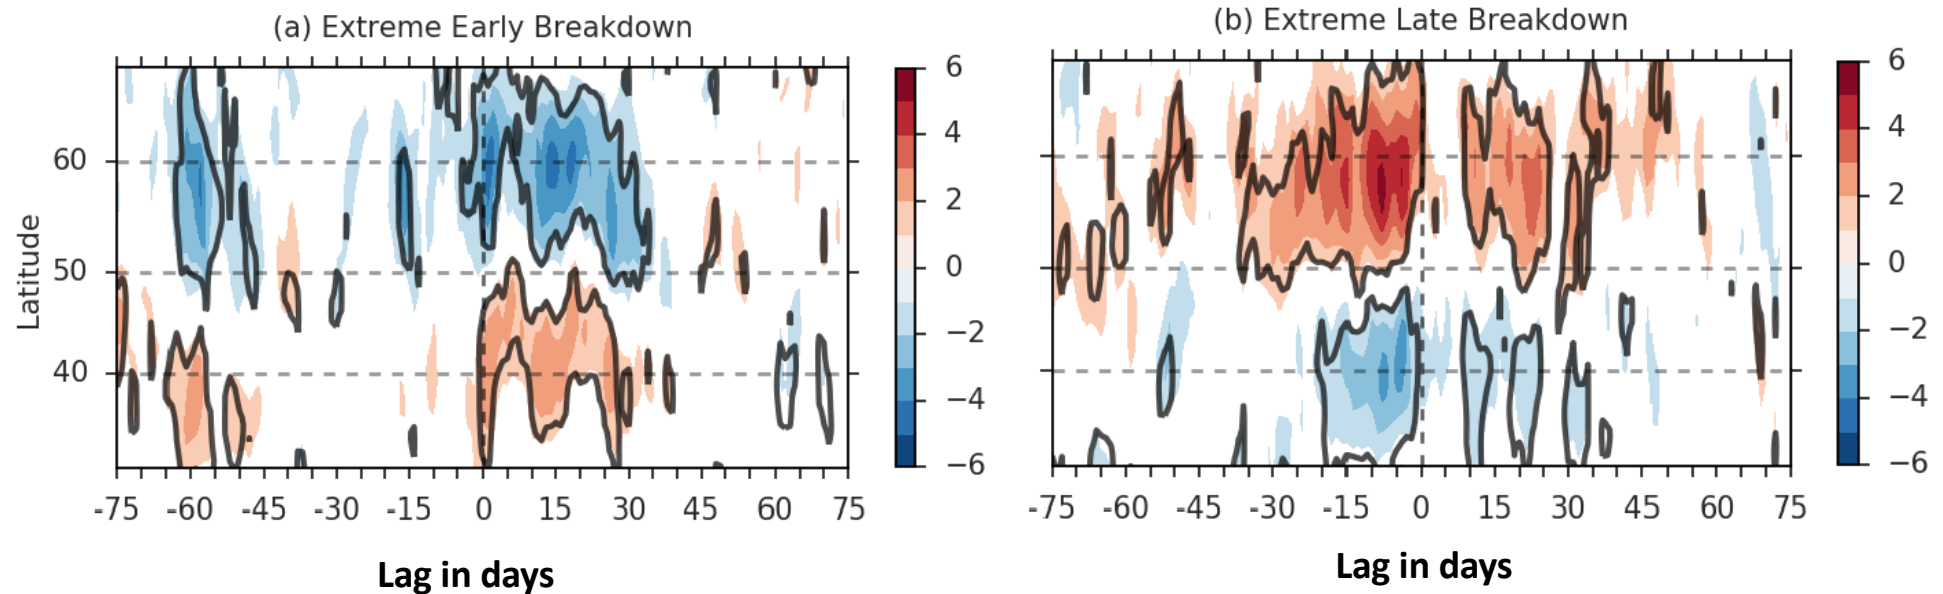 (a) Extreme Early Breakdown
(b) Extreme Late Breakdown
Latitude
60
50
40
-75 -60 -45 -30 -15 0 15 30 45 60 75
Lag in days
6
4
2
0
−2
−4
−6
-75 -60 -45 -30 -15 0 15 30 45 60 75
Lag in days
6
4
2
0
−2
−4
−6